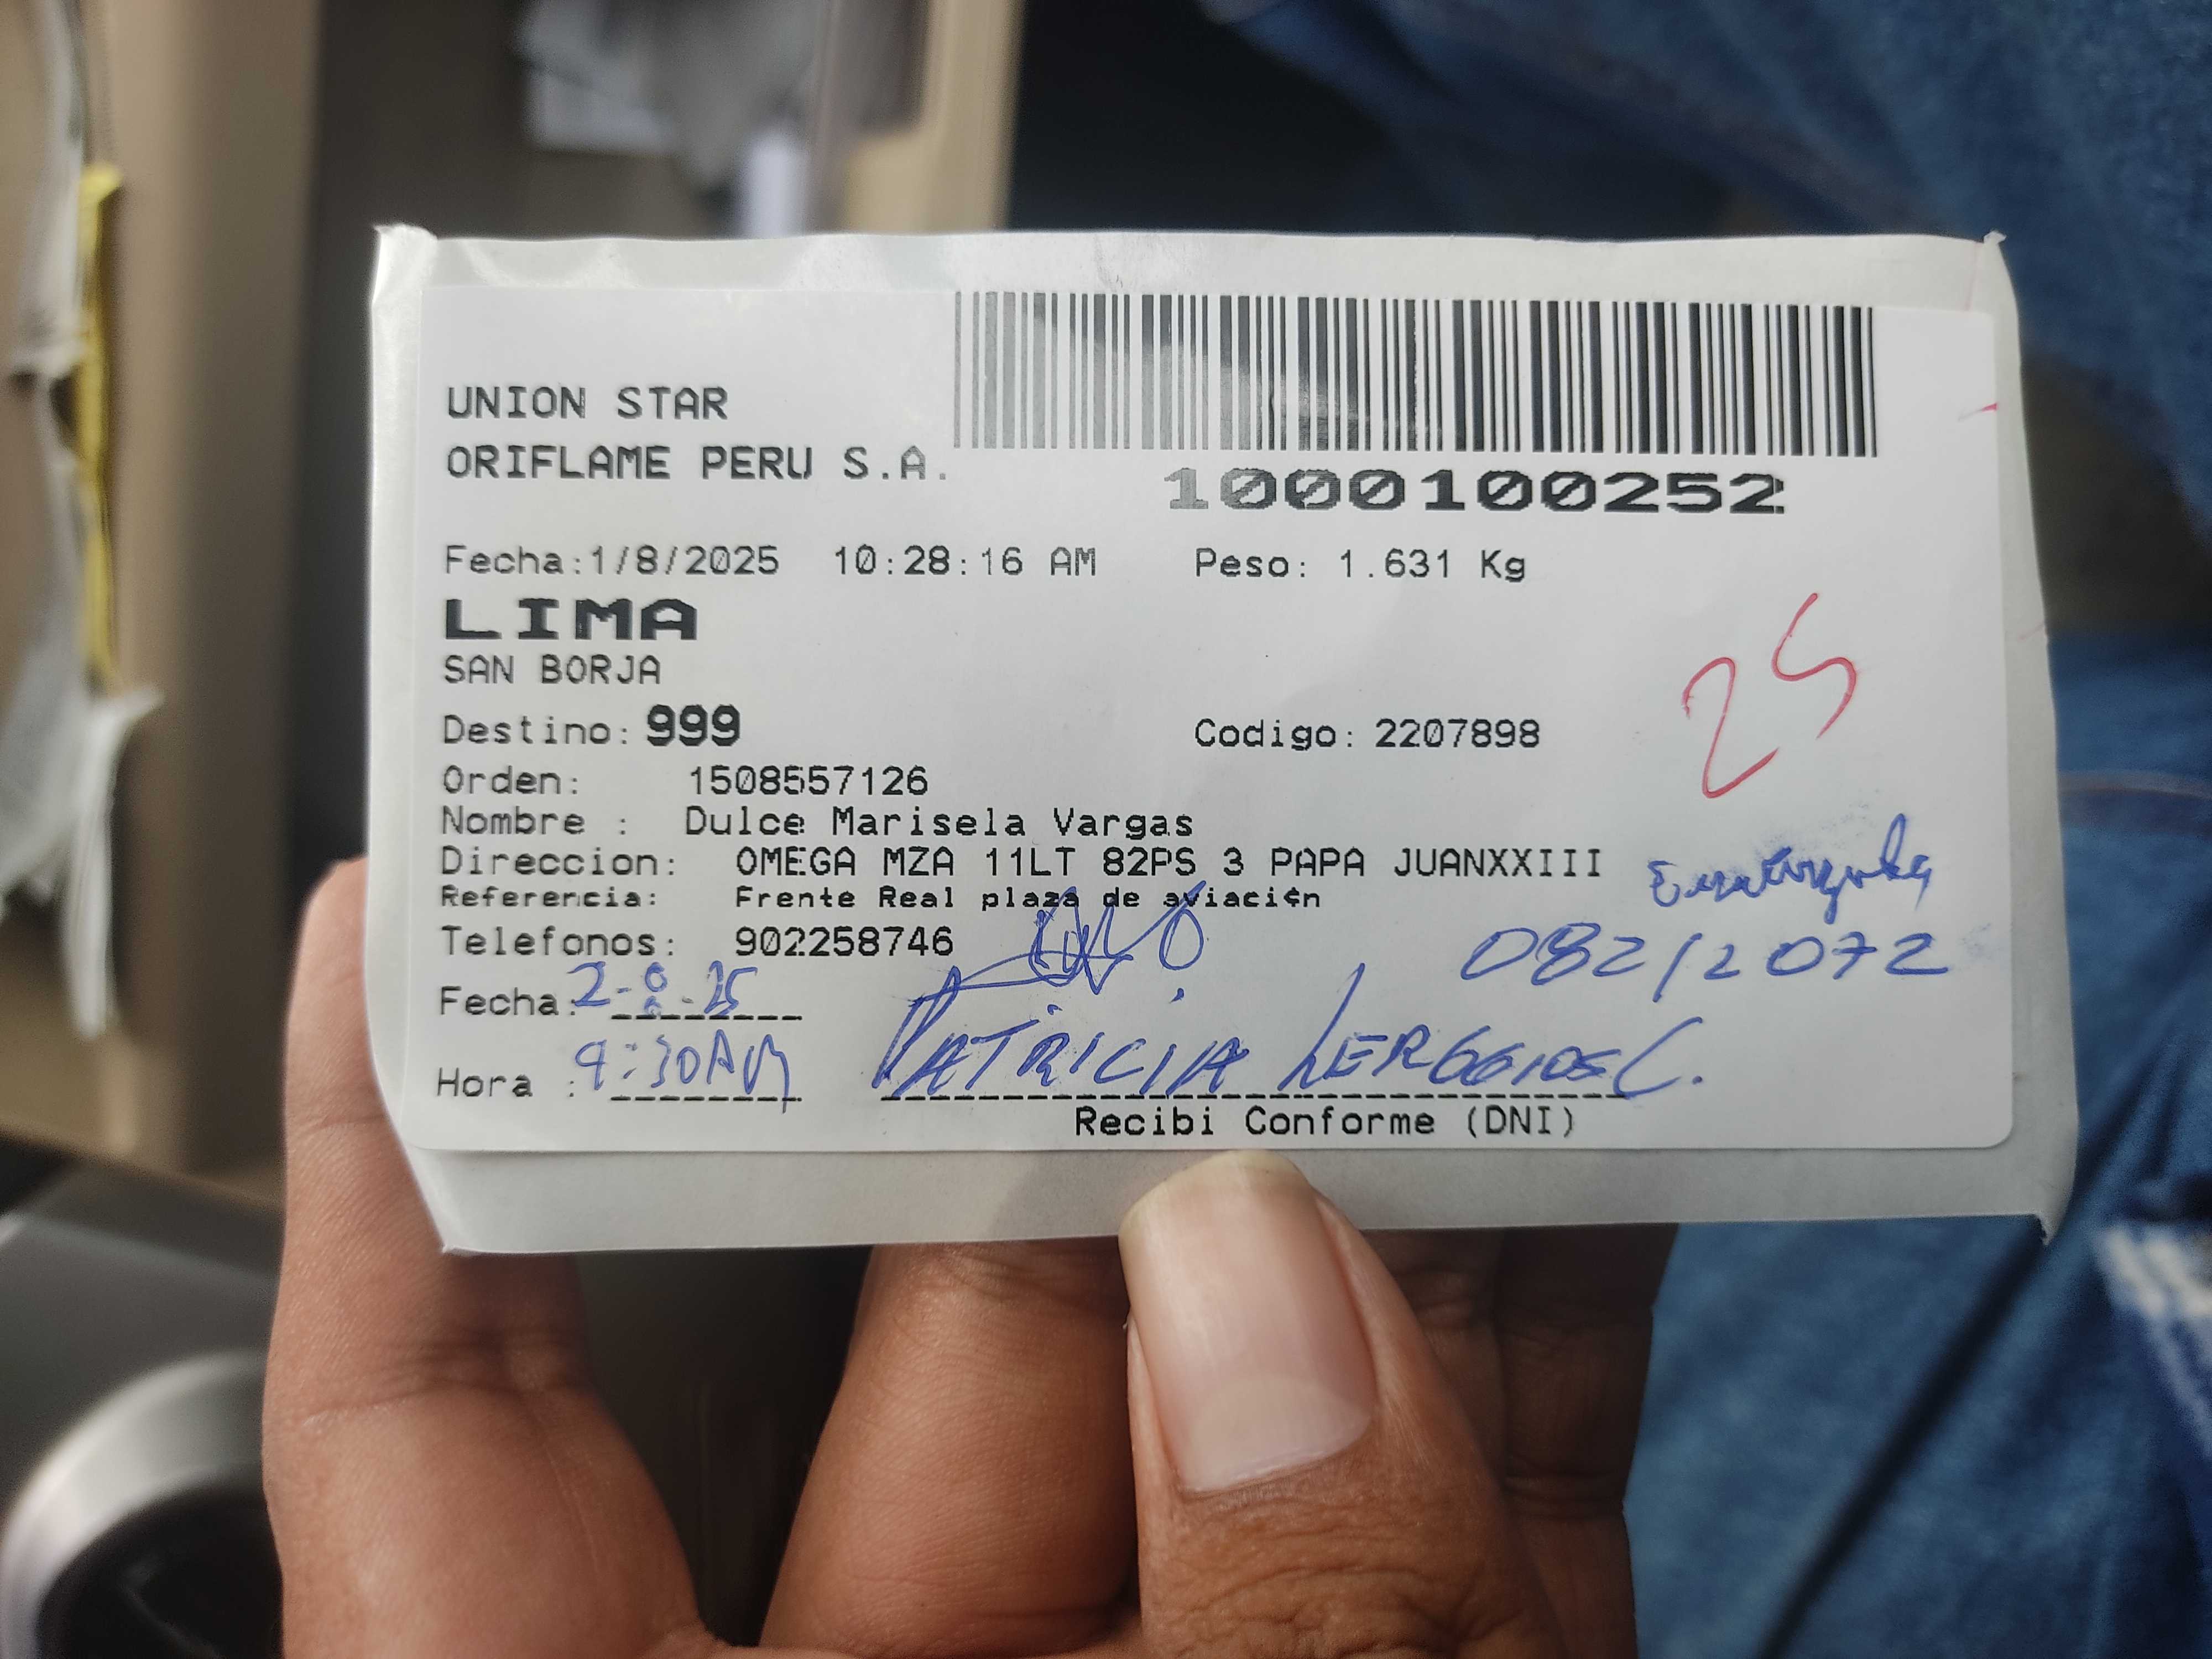 UNION STAR
ORIFLAME PERU S.A.
1000100252
Fecha:1/8/2025 10:28:16 AM Peso: 1.631 Kg
LIMA
SAN BORJA
25
Destino: 999 Codigo: 2207898
Orden: 1508557126
Nombre : Dulce Marisela Vargas
Direccion: OMEGA MZA 11LT 82PS 3 PAPA JUANXXIII
Referencia: Frente Real plaza de aviaci¢n
Telefonos: 902258746
08212072
Fecha: 2-8-25
Hora : 9:30AM PATRICIA C.
Recibi Conforme (DNI)